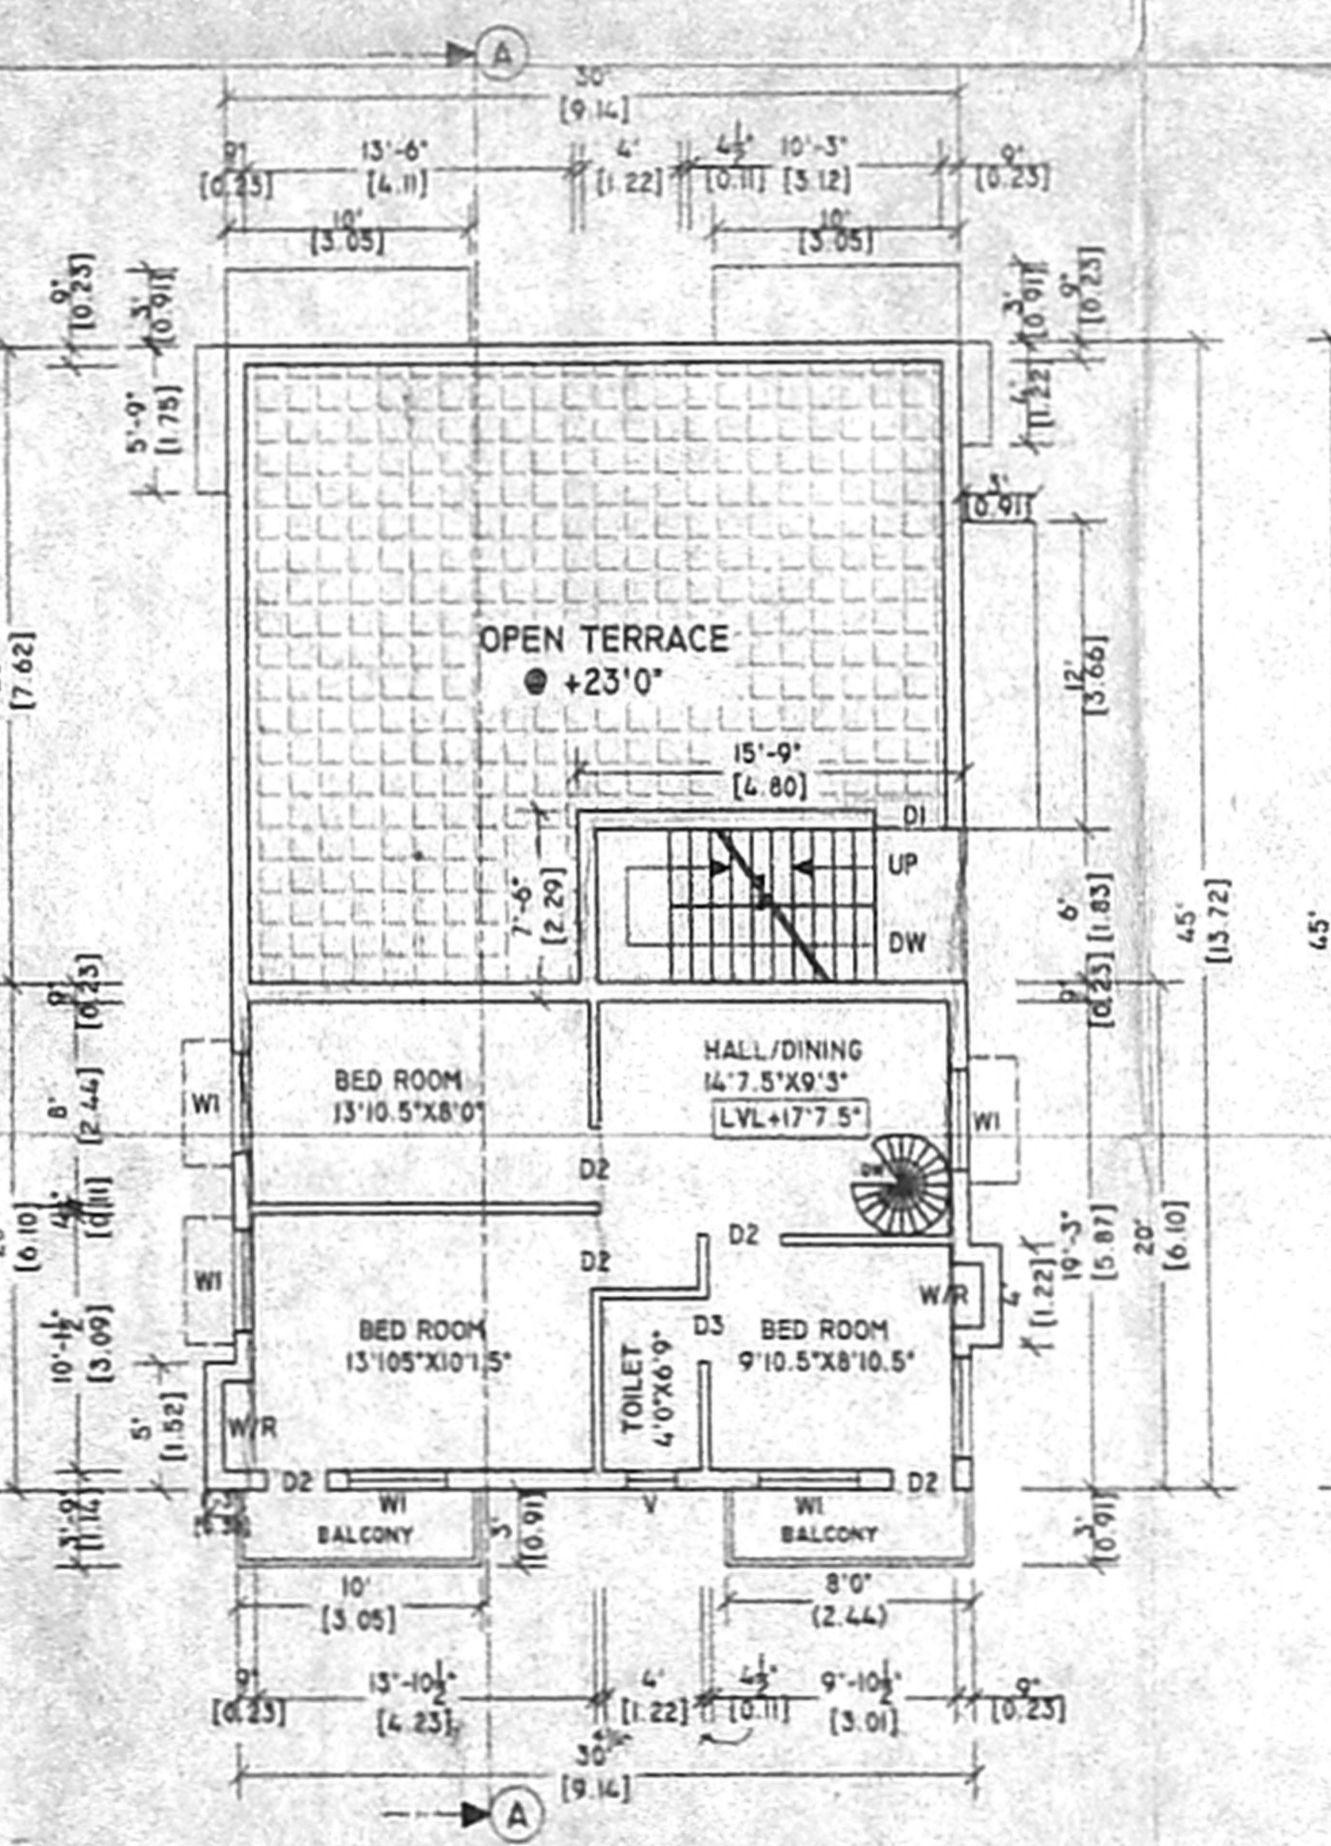 A
30'
[9.14]
9" 13'-6" 4' 4½" 10'-3" 9"
[0.23] [4.11] [1.22] [0.11] [3.12] [0.23]
10' 10'
[3.05] [3.05]
9"
[0.23]
3'
[0.91]
3'
[0.91]
9"
[0.23]
5'-9"
[1.75]
4'
[1.22]
3'
[0.91]
[7.62]
OPEN TERRACE
+23'0"
12'
[3.66]
15'-9"
[4.80]
D1
UP
DW
7'-6"
[2.29]
6'
[1.83]
45'
[13.72]
45'
9"
[0.23]
9"
[0.23]
BED ROOM
13'10.5"X8'0"
HALL/DINING
14'7.5"X9'3"
LVL+17'7.5"
W1
W1
8'
[2.44]
D2
DW
4½"
[0.11]
[6.10]
D2
D2
W1
19'-3"
[5.87]
20'
[6.10]
W/R
4'
[1.22]
BED ROOM
13'105"X10'1.5"
D3
BED ROOM
9'10.5"X8'10.5"
TOILET
4'0"X6'9"
10'-1½"
[3.09]
5'
[1.52]
W/R
D2
D2
W1
V
W1
BALCONY
BALCONY
3'-9"
[1.14]
3'
[0.91]
3'
[0.91]
10'
[3.05]
8'0"
(2.44)
9" 13'-10½" 4' 4½" 9'-10½" 9"
[0.23] [4.23] [1.22] [0.11] [3.01] [0.23]
30'
[9.14]
A